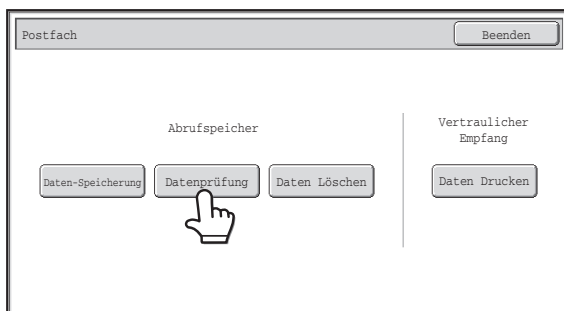 Postfach
Beenden
Abrufspeicher
Vertraulicher
Empfang
Daten-Speicherung
Datenprüfung
Daten Löschen
Daten Drucken